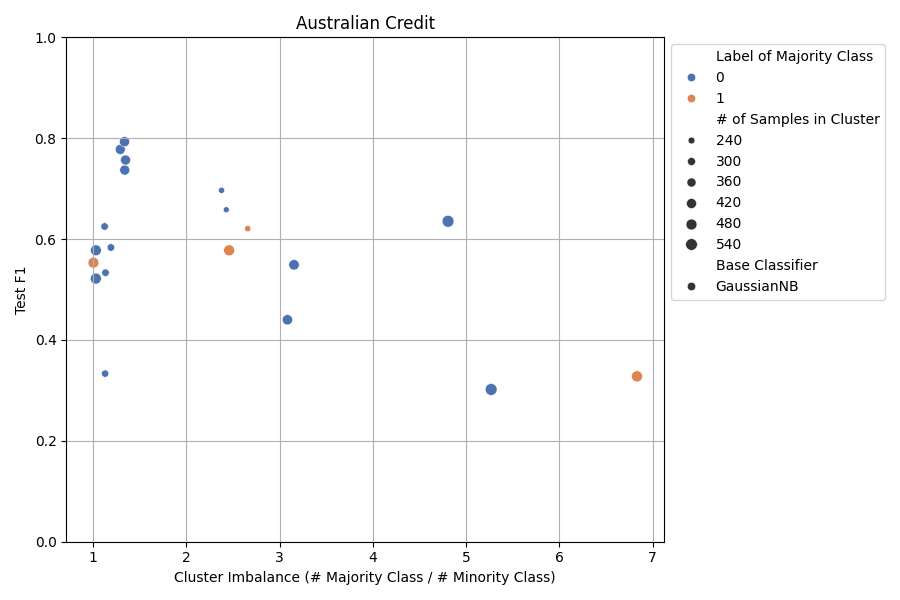 Australian Credit
Test F1
1.0
0.8
0.6
0.4
0.2
0.0
1 2 3 4 5 6 7
Cluster Imbalance (# Majority Class / # Minority Class)
Label of Majority Class
0
1
# of Samples in Cluster
240
300
360
420
480
540
Base Classifier
GaussianNB